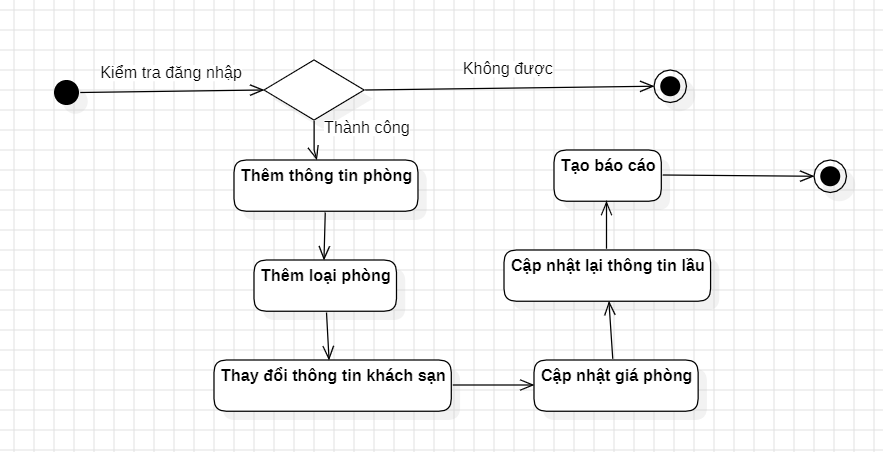 Kiểm tra đăng nhập
Không được
Thành công
Thêm thông tin phòng
Thêm loại phòng
Thay đổi thông tin khách sạn
Cập nhật giá phòng
Cập nhật lại thông tin lầu
Tạo báo cáo